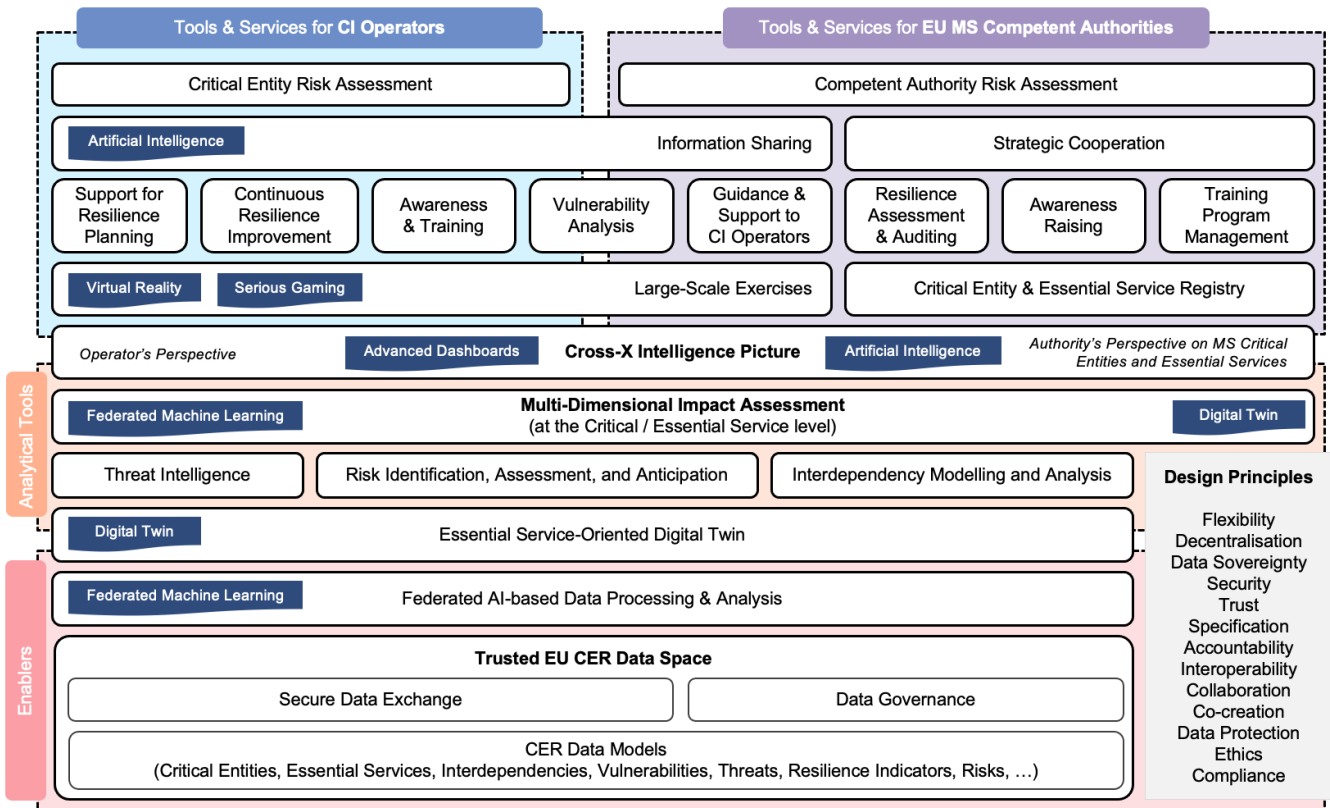 Tools & Services for CI Operators
Tools & Services for EU MS Competent Authorities
Critical Entity Risk Assessment
Competent Authority Risk Assessment
Artificial Intelligence
Information Sharing
Strategic Cooperation
Support for
Resilience
Planning
Continuous
Resilience
Improvement
Awareness
& Training
Vulnerability
Analysis
Guidance &
Support to
CI Operators
Resilience
Assessment
& Auditing
Awareness
Raising
Training
Program
Management
Virtual Reality
Serious Gaming
Large-Scale Exercises
Critical Entity & Essential Service Registry
Operator's Perspective
Advanced Dashboards
Cross-X Intelligence Picture
Artificial Intelligence
Authority's Perspective on MS Critical
Entities and Essential Services
Analytical Tools
Federated Machine Learning
Multi-Dimensional Impact Assessment
(at the Critical / Essential Service level)
Digital Twin
Threat Intelligence
Risk Identification, Assessment, and Anticipation
Interdependency Modelling and Analysis
Digital Twin
Essential Service-Oriented Digital Twin
Enablers
Federated Machine Learning
Federated AI-based Data Processing & Analysis
Trusted EU CER Data Space
Secure Data Exchange
Data Governance
CER Data Models
(Critical Entities, Essential Services, Interdependencies, Vulnerabilities, Threats, Resilience Indicators, Risks, …)
Design Principles
Flexibility
Decentralisation
Data Sovereignty
Security
Trust
Specification
Accountability
Interoperability
Collaboration
Co-creation
Data Protection
Ethics
Compliance